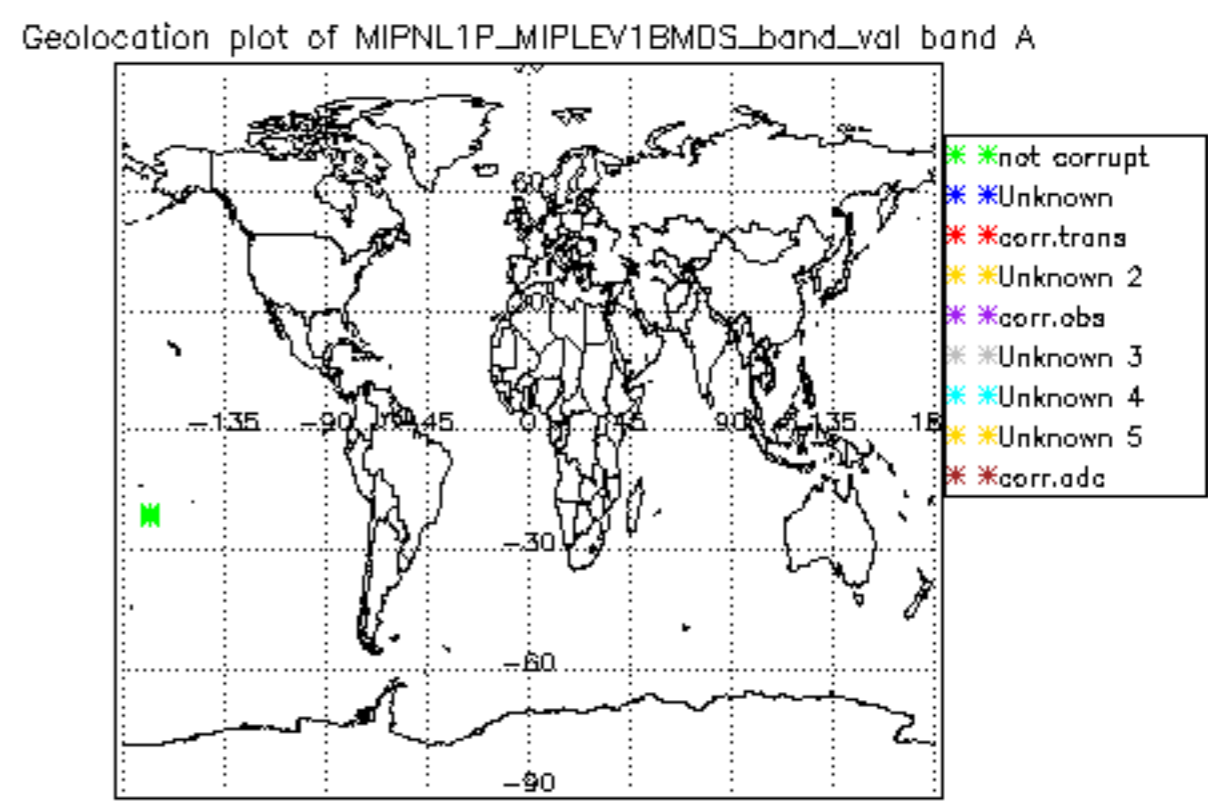 Geolocation plot of MIPNL1P_MIPLEV1BMDS_band_val band A
not corrupt
Unknown
corr.trans
Unknown 2
corr.obs
Unknown 3
Unknown 4
Unknown 5
corr.adc
60
−135 −90 0 45 90 135
−30
−60
−90